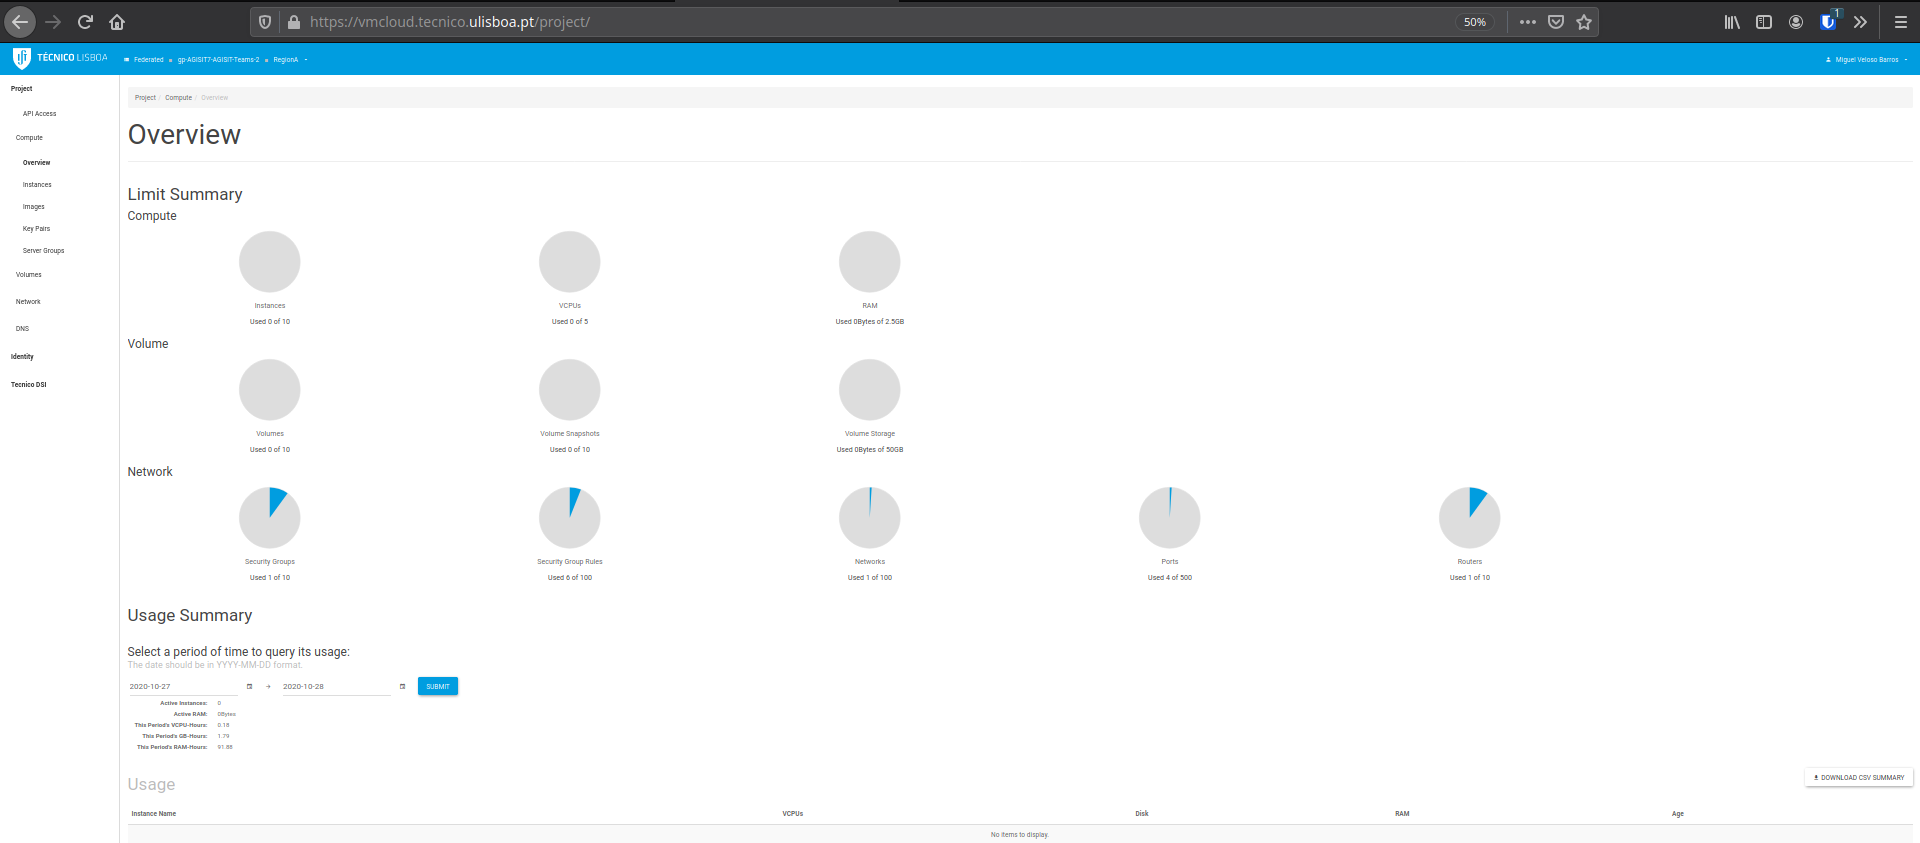 https://vmcloud.tecnico.ulisboa.pt/project/
50%
1
TÉCNICO LISBOA
Federated
gp-AGISIT7-AGISIT-Teams-2
RegionA
Miguel Veloso Barros
Project
API Access
Compute
Overview
Instances
Images
Key Pairs
Server Groups
Volumes
Network
DNS
Identity
Tecnico DSI
Project / Compute / Overview
Overview
Limit Summary
Compute
Instances
Used 0 of 10
VCPUs
Used 0 of 5
RAM
Used 0Bytes of 2.5GB
Volume
Volumes
Used 0 of 10
Volume Snapshots
Used 0 of 10
Volume Storage
Used 0Bytes of 50GB
Network
Security Groups
Used 1 of 10
Security Group Rules
Used 6 of 100
Networks
Used 1 of 100
Ports
Used 4 of 500
Routers
Used 1 of 10
Usage Summary
Select a period of time to query its usage:
The date should be in YYYY-MM-DD format.
2020-10-27
2020-10-28
SUBMIT
Active Instances: 0
Active RAM: 0Bytes
This Period's VCPU-Hours: 0.18
This Period's GB-Hours: 1.79
This Period's RAM-Hours: 91.88
Usage
DOWNLOAD CSV SUMMARY
Instance Name VCPUs Disk RAM Age
No items to display.